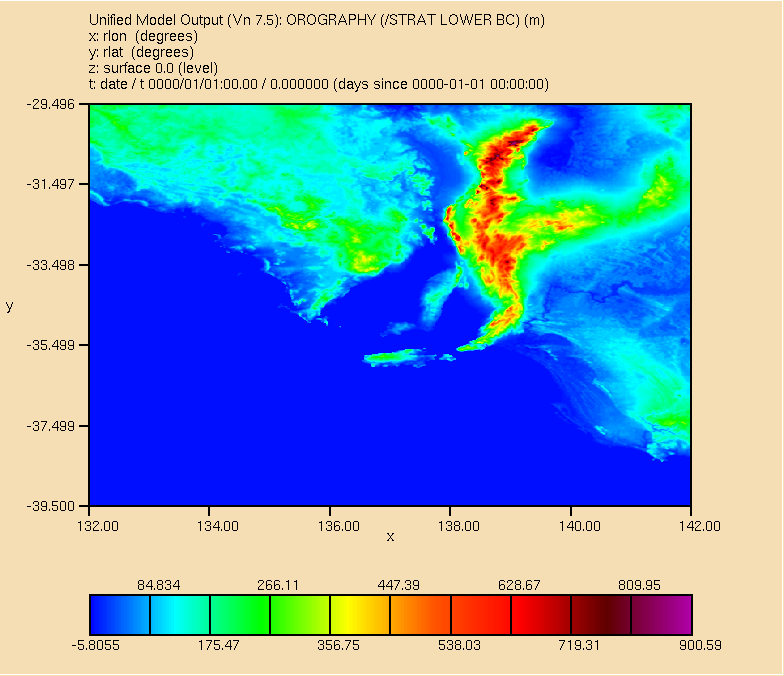 Unified Model Output (Vn 7.5): OROGRAPHY (/STRAT LOWER BC) (m)
x: rlon (degrees)
y: rlat (degrees)
z: surface 0.0 (level)
t: date / t 0000/01/01:00.00 / 0.000000 (days since 0000-01-01 00:00:00)
-29.496
-31.497
-33.498
y
-35.499
-37.499
-39.500
132.00 134.00 136.00 138.00 140.00 142.00
x
84.834 266.11 447.39 628.67 809.95
-5.8055 175.47 356.75 538.03 719.31 900.59